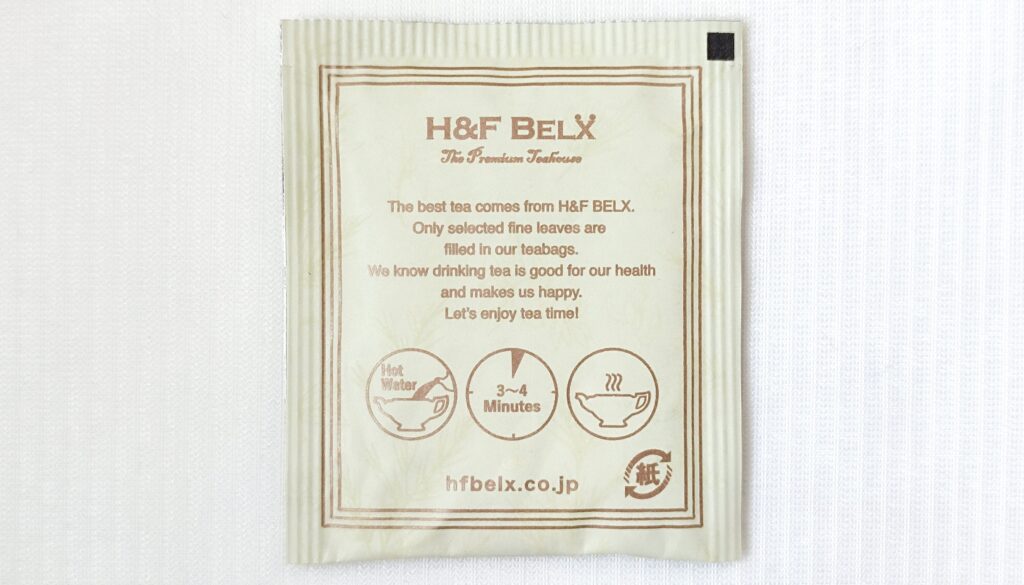 H&F BELX
The Premium Teahouse
The best tea comes from H&F BELX.
Only selected fine leaves are
filled in our teabags.
We know drinking tea is good for our health
and makes us happy.
Let's enjoy tea time!
Hot
Water
3〜4
Minutes
hfbelx.co.jp
紙